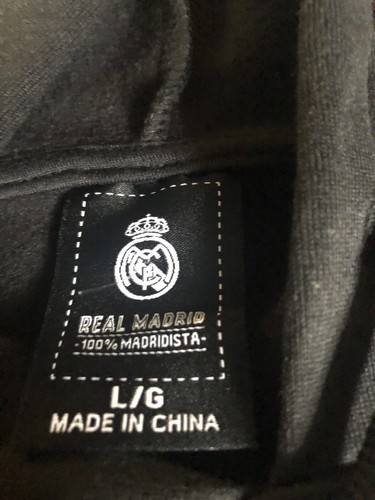 REAL MADRID
-100% MADRIDISTA-
L/G
MADE IN CHINA